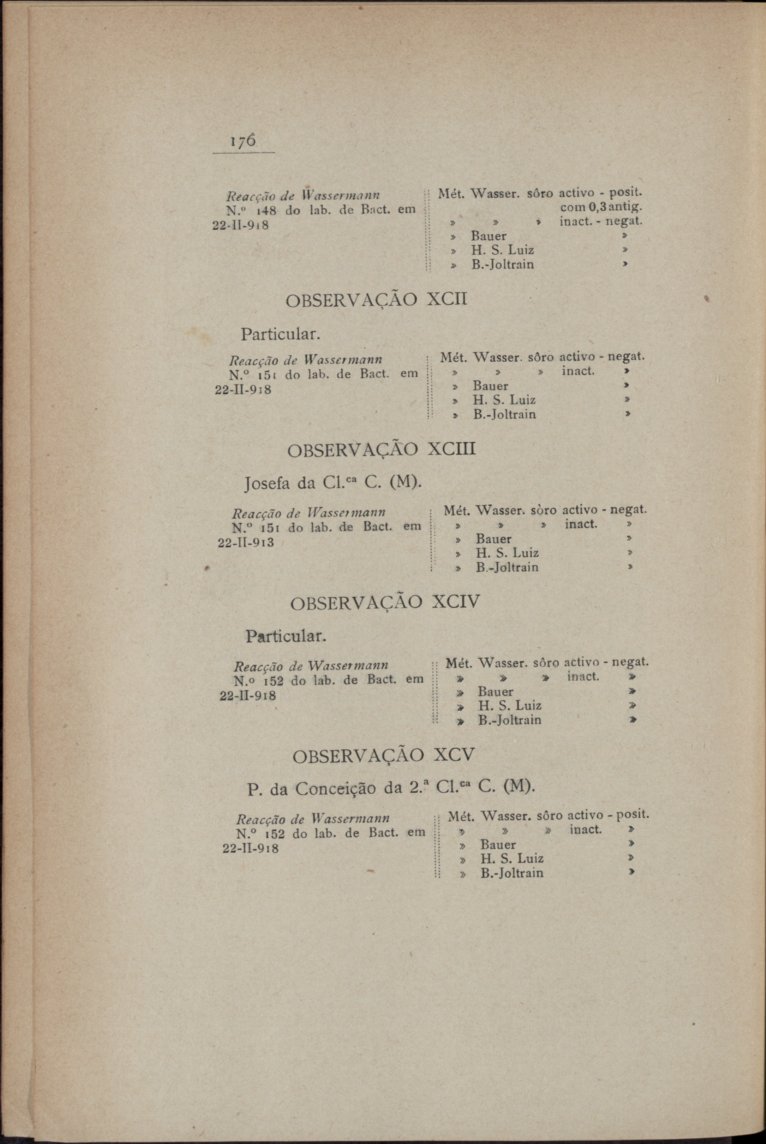 176
Reacção de Wassermann
N.º 148 do lab. de Bact. em
22-II-918
Mét. Wasser. sôro activo - posit.
com 0,3 antig.
» » » inact. - negat.
» Bauer »
» H. S. Luiz »
» B.-Joltrain »
OBSERVAÇÃO XCII
Particular.
Reacção de Wassermann
N.º 151 do lab. de Bact. em
22-II-918
Mét. Wasser. sôro activo - negat.
» » » inact. »
» Bauer »
» H. S. Luiz »
» B.-Joltrain »
OBSERVAÇÃO XCIII
Josefa da Cl.ca C. (M).
Reacção de Wassermann
N.º 151 do lab. de Bact. em
22-II-913
Mét. Wasser. sòro activo - negat.
» » » inact. »
» Bauer »
» H. S. Luiz »
» B.-Joltrain »
OBSERVAÇÃO XCIV
Particular.
Reacção de Wassermann
N.º 152 do lab. de Bact. em
22-II-918
Mét. Wasser. sôro activo - negat.
» » » inact. »
» Bauer »
» H. S. Luiz »
» B.-Joltrain »
OBSERVAÇÃO XCV
P. da Conceição da 2.ª Cl.ca C. (M).
Reacção de Wassermann
N.º 152 do lab. de Bact. em
22-II-918
Mét. Wasser. sôro activo - posit.
» » » inact. »
» Bauer »
» H. S. Luiz »
» B.-Joltrain »